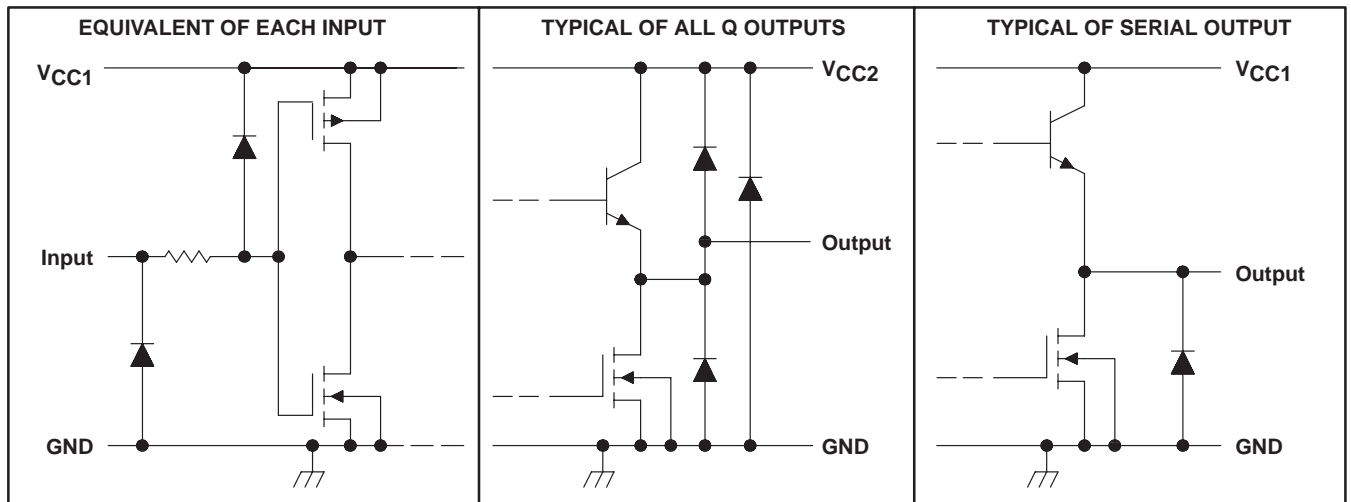 EQUIVALENT OF EACH INPUT
VCC1
Input
GND
TYPICAL OF ALL Q OUTPUTS
VCC2
Output
GND
TYPICAL OF SERIAL OUTPUT
VCC1
Output
GND